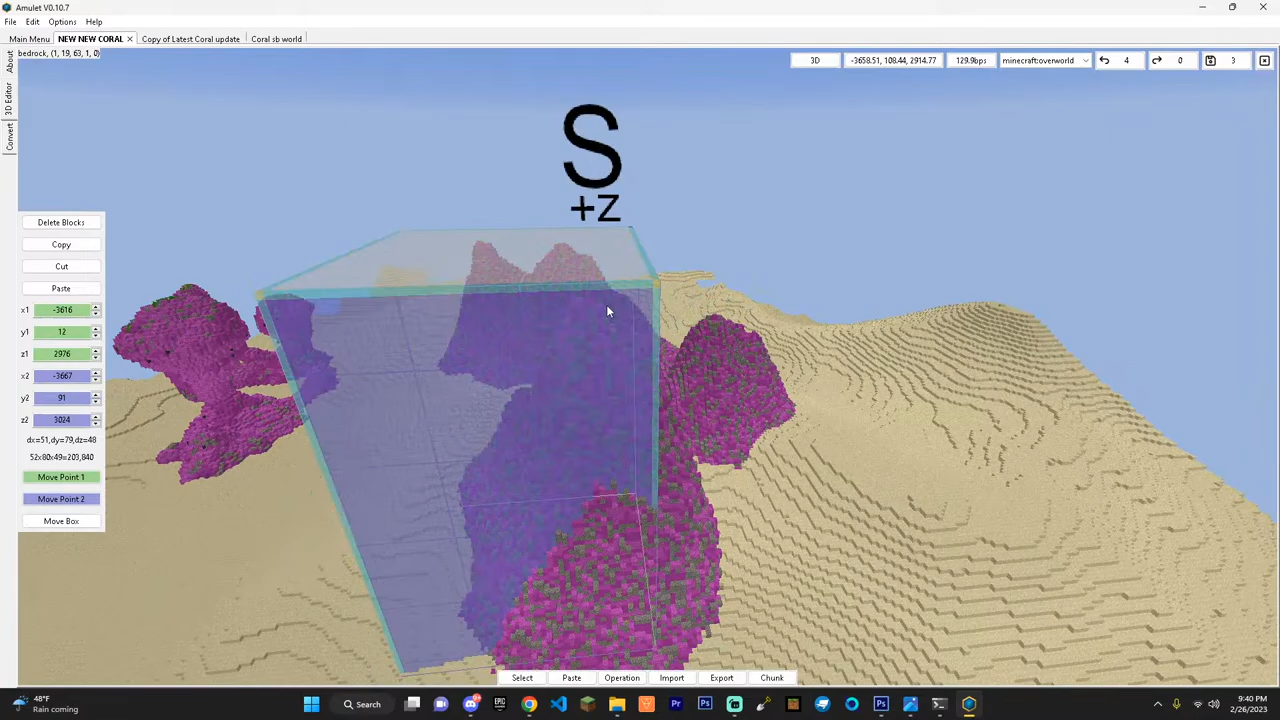 Amulet V0.10.7
File Edit Options Help
Main Menu NEW NEW CORAL Copy of Latest Coral update Coral sb world
bedrock, (1, 19, 63, 1, 0)
About
3D Editor
Convert
3D -3658.51, 108.44, 2914.77 129.9bps minecraft:overworld 4 0 3
S
+Z
Delete Blocks
Copy
Cut
Paste
x1 -3616
y1 12
z1 2976
x2 -3667
y2 91
z2 3024
dx=51,dy=79,dz=48
52x80x49=203,840
Move Point 1
Move Point 2
Move Box
Select Paste Operation Import Export Chunk
48°F
Rain coming
Search
9:40 PM
2/26/2023